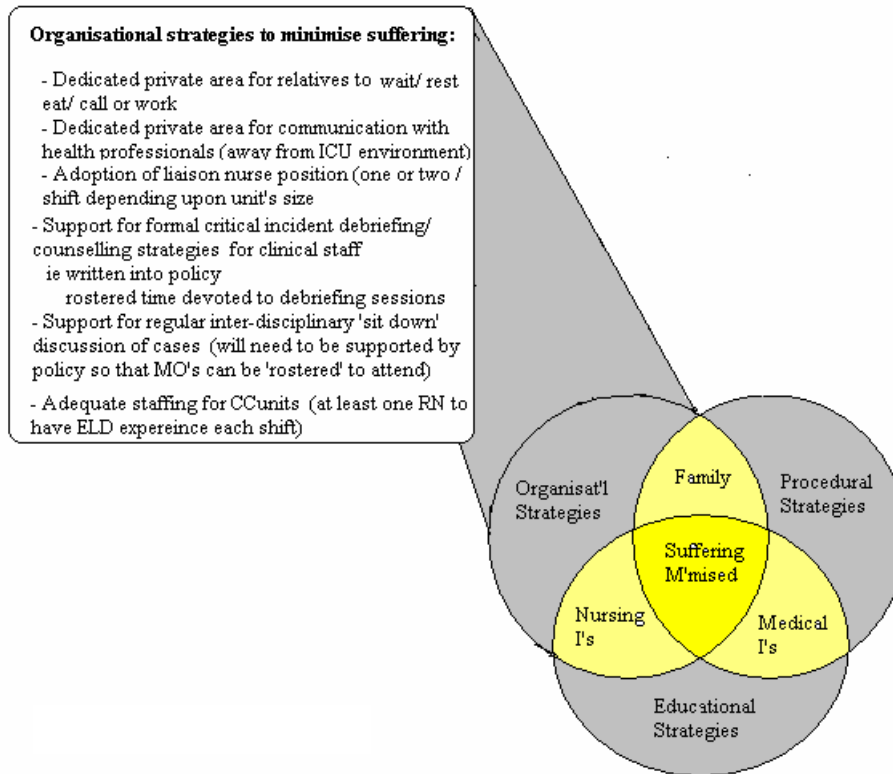 Organisational strategies to minimise suffering:
- Dedicated private area for relatives to wait/ rest
eat/ call or work
- Dedicated private area for communication with
health professionals (away from ICU environment)
- Adoption of liaison nurse position (one or two /
shift depending upon unit's size
- Support for formal critical incident debriefing/
counselling strategies for clinical staff
ie written into policy
rostered time devoted to debriefing sessions
- Support for regular inter-disciplinary 'sit down'
discussion of cases (will need to be supported by
policy so that MO's can be 'rostered' to attend)
- Adequate staffing for CCunits (at least one RN to
have ELD expereince each shift)
Organisat'l
Strategies
Family
Procedural
Strategies
Suffering
M'mised
Nursing
I's
Medical
I's
Educational
Strategies